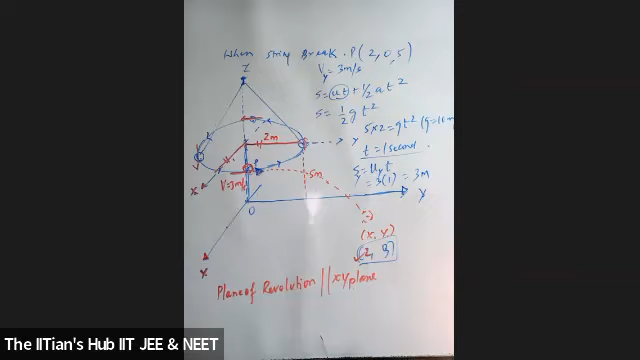 When string Break. P(2,0,5)
Z
Vy = 3m/s
S = ut + 1/2 a t²
S = 1/2 g t²
5×2 = gt² (g=10 m
t = 1 second
S = uy t
Y = 3(1) = 3m
2m
Y
X
P
V=3m/s
5m
O
Y
X
(x, y)
(2, 3)
Plane of Revolution || xy plane
The IITian's Hub IIT JEE & NEET